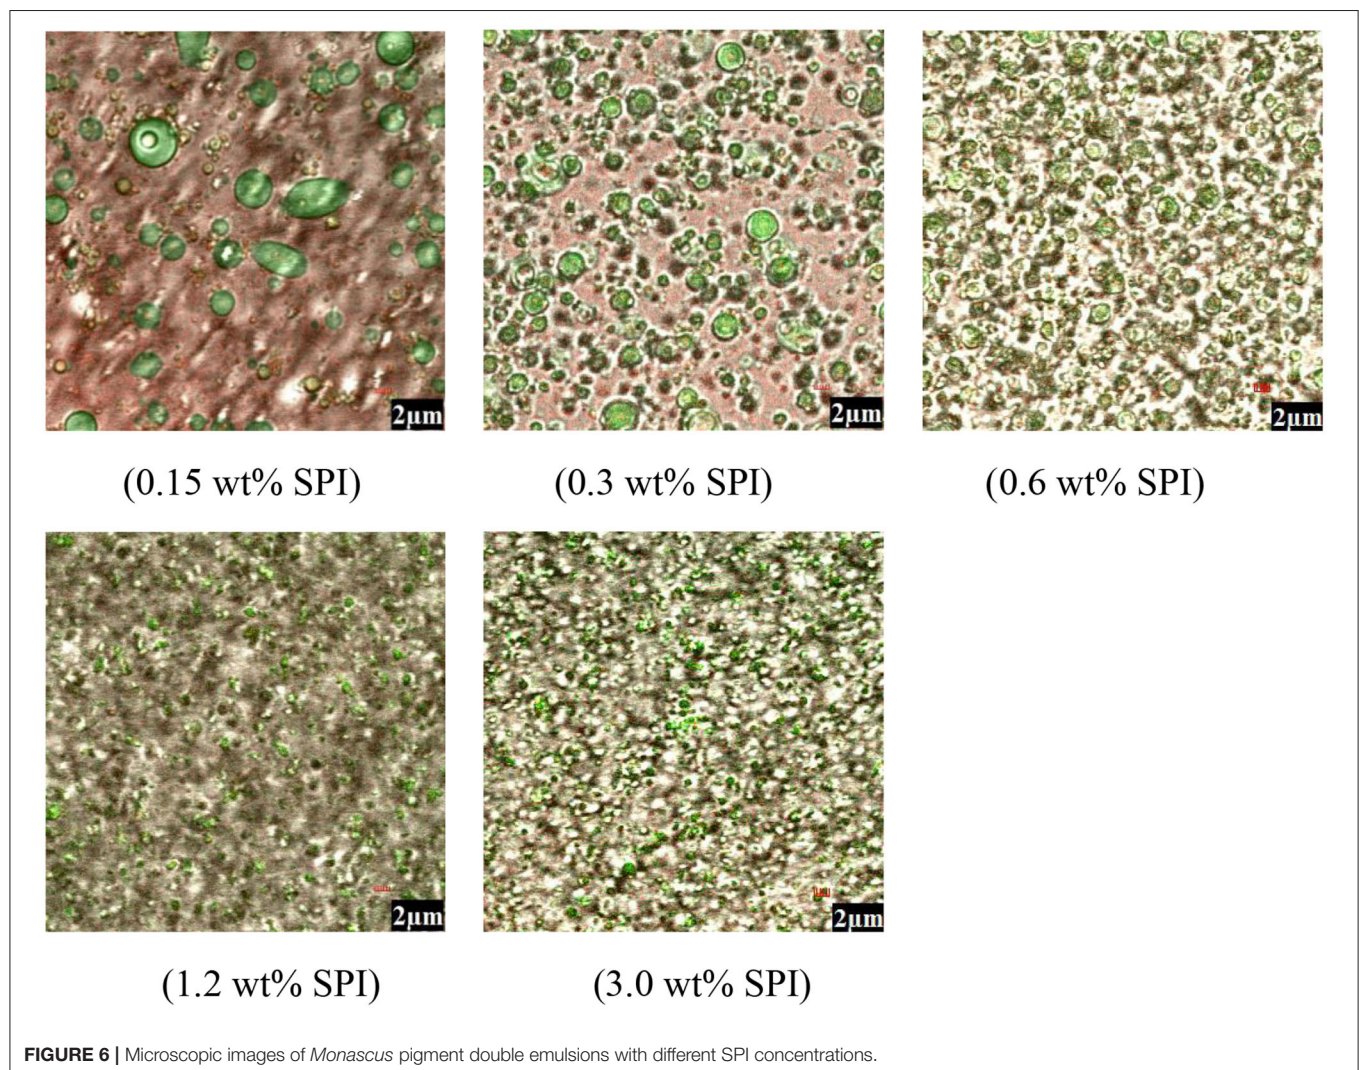 2µm
2µm
2µm
(0.15 wt% SPI)
(0.3 wt% SPI)
(0.6 wt% SPI)
2µm
2µm
(1.2 wt% SPI)
(3.0 wt% SPI)
FIGURE 6 | Microscopic images of Monascus pigment double emulsions with different SPI concentrations.